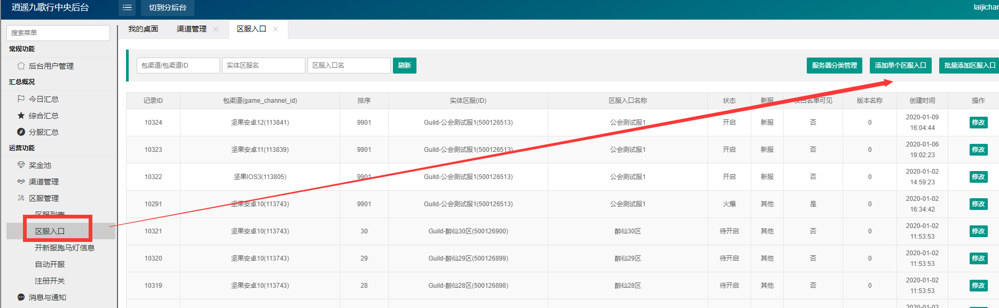 逍遥九歌行中央后台
切到分后台
laijichan
搜索菜单
常规功能
后台用户管理
汇总概况
今日汇总
综合汇总
分服汇总
运营功能
奖金池
渠道管理
区服管理
区服列表
区服入口
开新服跑马灯信息
自动开服
注册开关
消息与通知
我的桌面 渠道管理 区服入口
包渠道/包渠道ID 实体区服名 区服入口名 刷新 服务器分类管理 添加单个区服入口 批量添加区服入口
记录ID 包渠道(game_channel_id) 排序 实体区服(ID) 区服入口名称 状态 新服 仅白名单可见 版本名称 创建时间 操作
10324 坚果安卓12(113841) 9901 Guild-公会测试服1(500126513) 公会测试服1 开启 新服 否 0 2020-01-09 16:04:44 修改
10323 坚果安卓11(113839) 9901 Guild-公会测试服1(500126513) 公会测试服1 开启 新服 否 0 2020-01-06 19:02:23 修改
10322 坚果IOS3(113805) 9901 Guild-公会测试服1(500126513) 公会测试服1 开启 新服 否 0 2020-01-02 14:59:23 修改
10291 坚果安卓10(113743) 9901 Guild-公会测试服1(500126513) 公会测试服1 火爆 其他 是 0 2020-01-02 16:34:42 修改
10321 坚果安卓10(113743) 30 Guild-醉仙30区(500126900) 醉仙30区 待开启 其他 否 0 2020-01-02 11:53:53 修改
10320 坚果安卓10(113743) 29 Guild-醉仙29区(500126899) 醉仙29区 待开启 其他 否 0 2020-01-02 11:53:53 修改
10319 坚果安卓10(113743) 28 Guild-醉仙28区(500126898) 醉仙28区 待开启 其他 否 0 2020-01-02 11:53:53 修改
2020-01-02